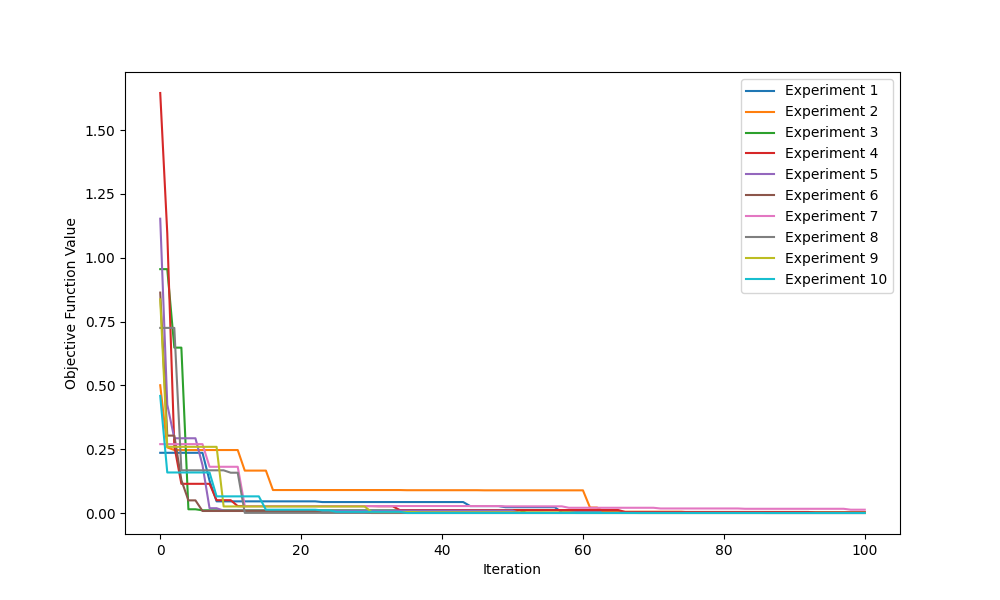 1.50
1.25
1.00
0.75
0.50
0.25
0.00
Objective Function Value
0
20
40
60
80
100
Iteration
Experiment 1
Experiment 2
Experiment 3
Experiment 4
Experiment 5
Experiment 6
Experiment 7
Experiment 8
Experiment 9
Experiment 10